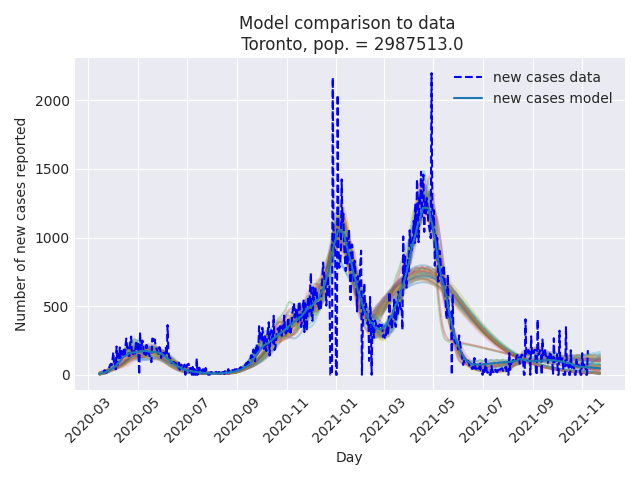 Model comparison to data
Toronto, pop. = 2987513.0
new cases data
new cases model
Number of new cases reported
2000
1500
1000
500
0
2020-03
2020-05
2020-07
2020-09
2020-11
2021-01
2021-03
2021-05
2021-07
2021-09
2021-11
Day